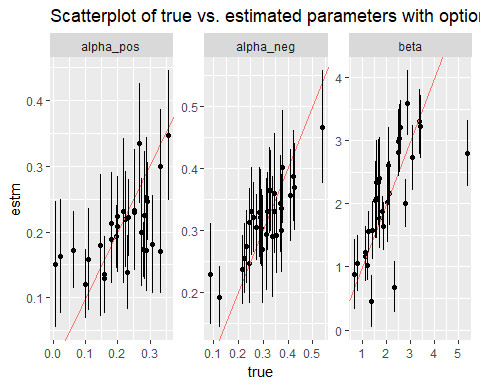 Scatterplot of true vs. estimated parameters with option
alpha_pos
alpha_neg
beta
0.4
0.3
0.2
0.1
0.5
0.4
0.3
0.2
4
3
2
1
0
estm
0.0 0.1 0.2 0.3
0.1 0.2 0.3 0.4 0.5
1 2 3 4 5
true